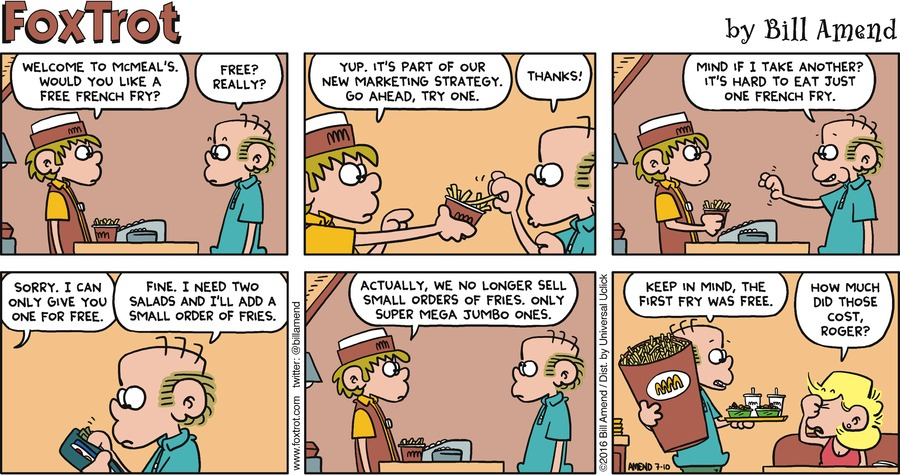 FOXTROT
by Bill Amend
WELCOME TO MCMEAL'S.
WOULD YOU LIKE A
FREE FRENCH FRY?
FREE?
REALLY?
YUP. IT'S PART OF OUR
NEW MARKETING STRATEGY.
GO AHEAD, TRY ONE.
THANKS!
MIND IF I TAKE ANOTHER?
IT'S HARD TO EAT JUST
ONE FRENCH FRY.
SORRY. I CAN
ONLY GIVE YOU
ONE FOR FREE.
FINE. I NEED TWO
SALADS AND I'LL ADD A
SMALL ORDER OF FRIES.
www.foxtrot.com twitter: @billamend
ACTUALLY, WE NO LONGER SELL
SMALL ORDERS OF FRIES. ONLY
SUPER MEGA JUMBO ONES.
©2016 Bill Amend / Dist. by Universal Uclick
KEEP IN MIND, THE
FIRST FRY WAS FREE.
HOW MUCH
DID THOSE
COST,
ROGER?
AMEND 7-10